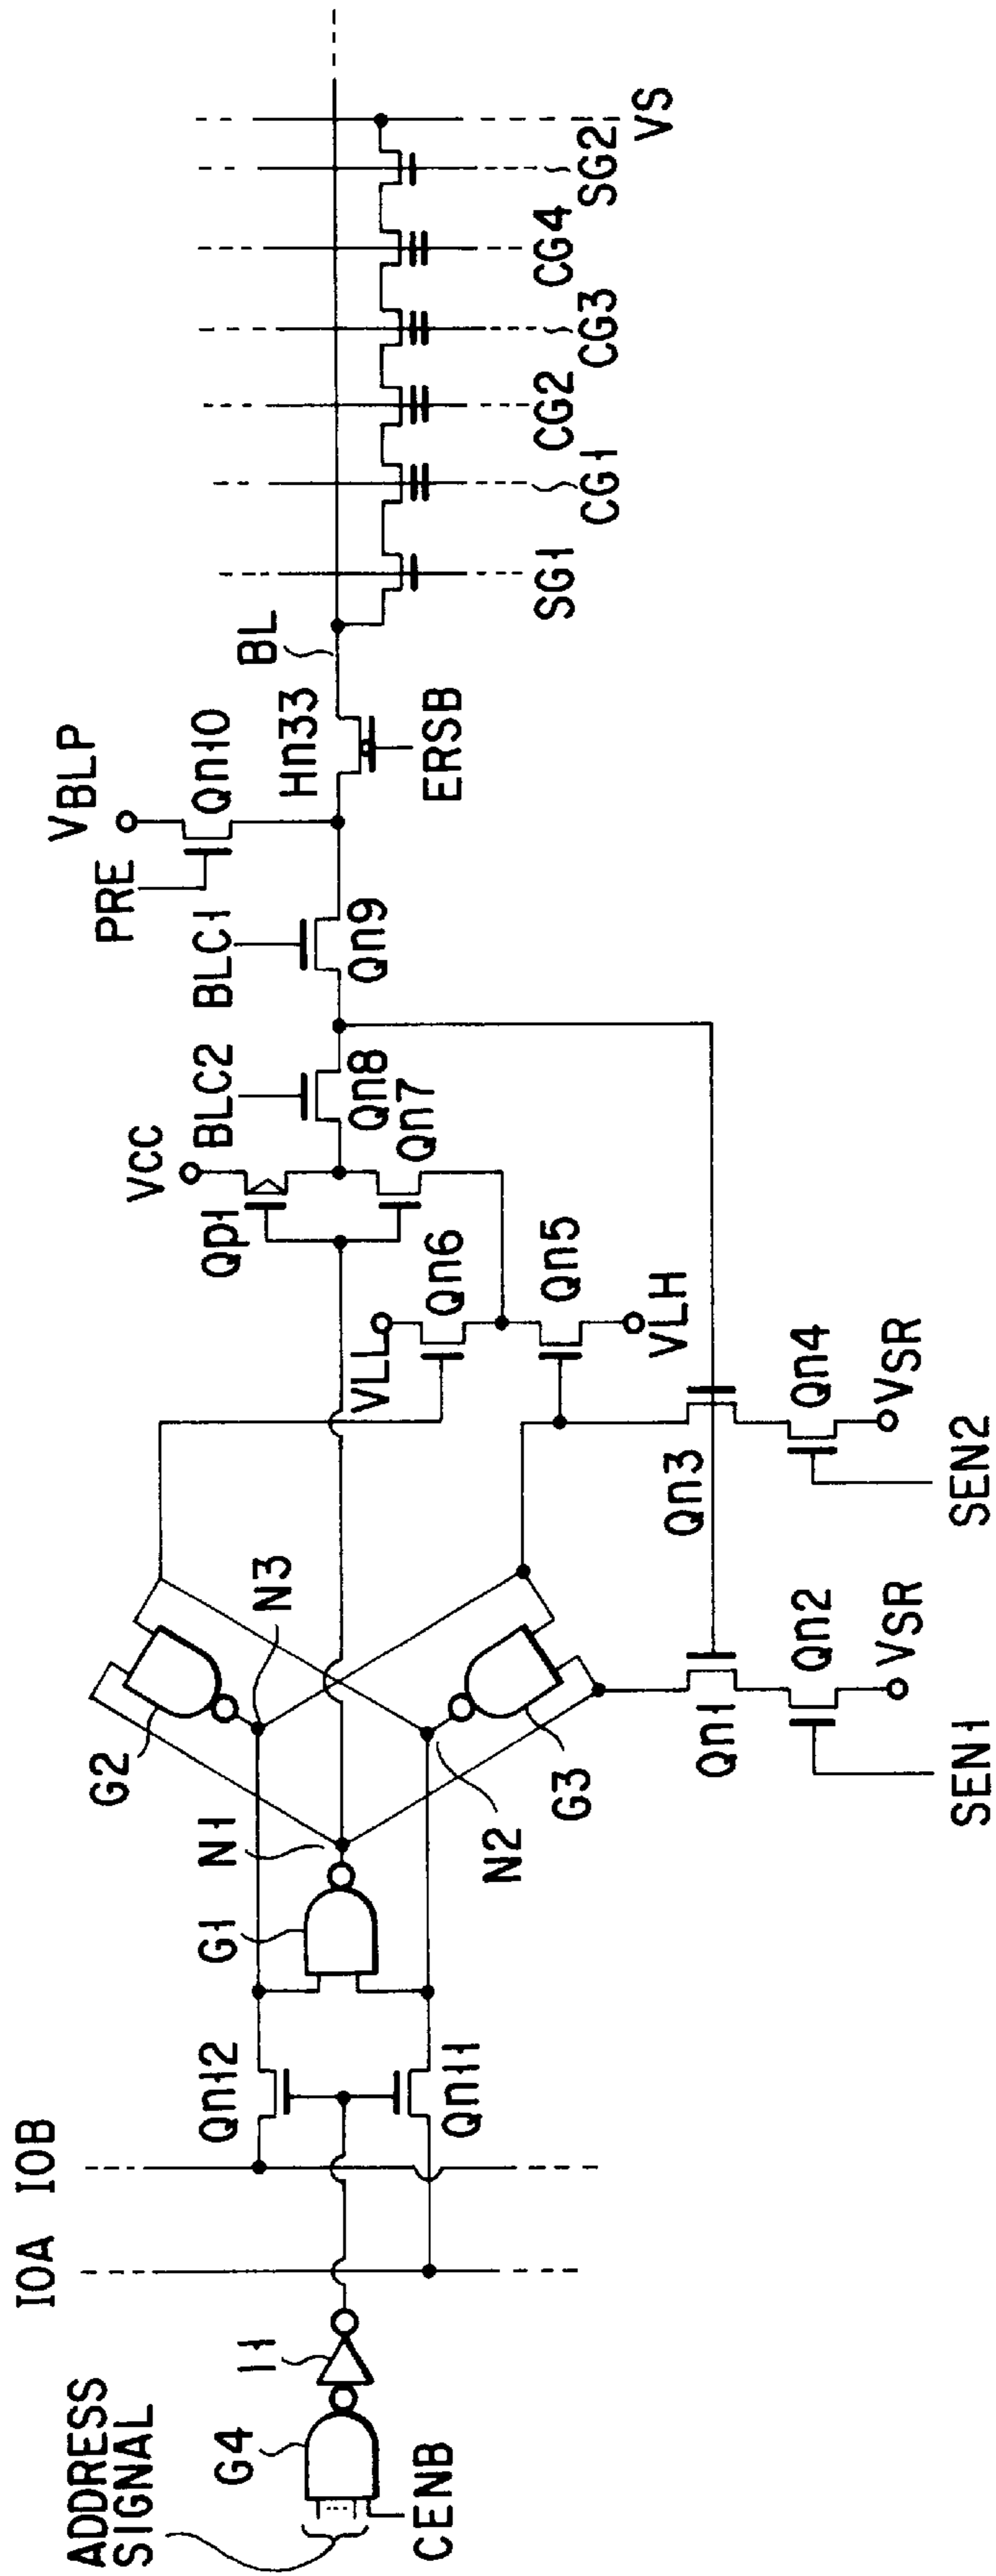 ADDRESS
SIGNAL
G4
CENB
I1
IOA
IOB
Qn12
Qn11
G1
N1
G2
N3
N2
G3
Qn1
Qn2
SEN1
VSR
Qn3
Qn4
SEN2
VSR
VLL
Qn6
Qn5
VLH
VCC
Qp1
Qn7
Qn8
BLC2
BLC1
Qn9
PRE
VBLP
Qn10
Hn33
ERSB
BL
SG1
CG1
CG2
CG3
CG4
SG2
VS